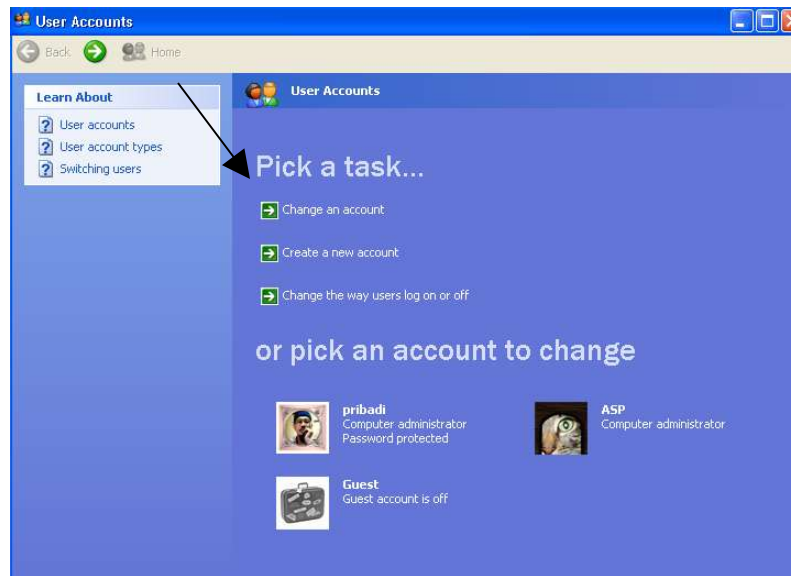 User Accounts
Back Home
Learn About
User accounts
User account types
Switching users
User Accounts
Pick a task...
Change an account
Create a new account
Change the way users log on or off
or pick an account to change
pribadi
Computer administrator
Password protected
ASP
Computer administrator
Guest
Guest account is off